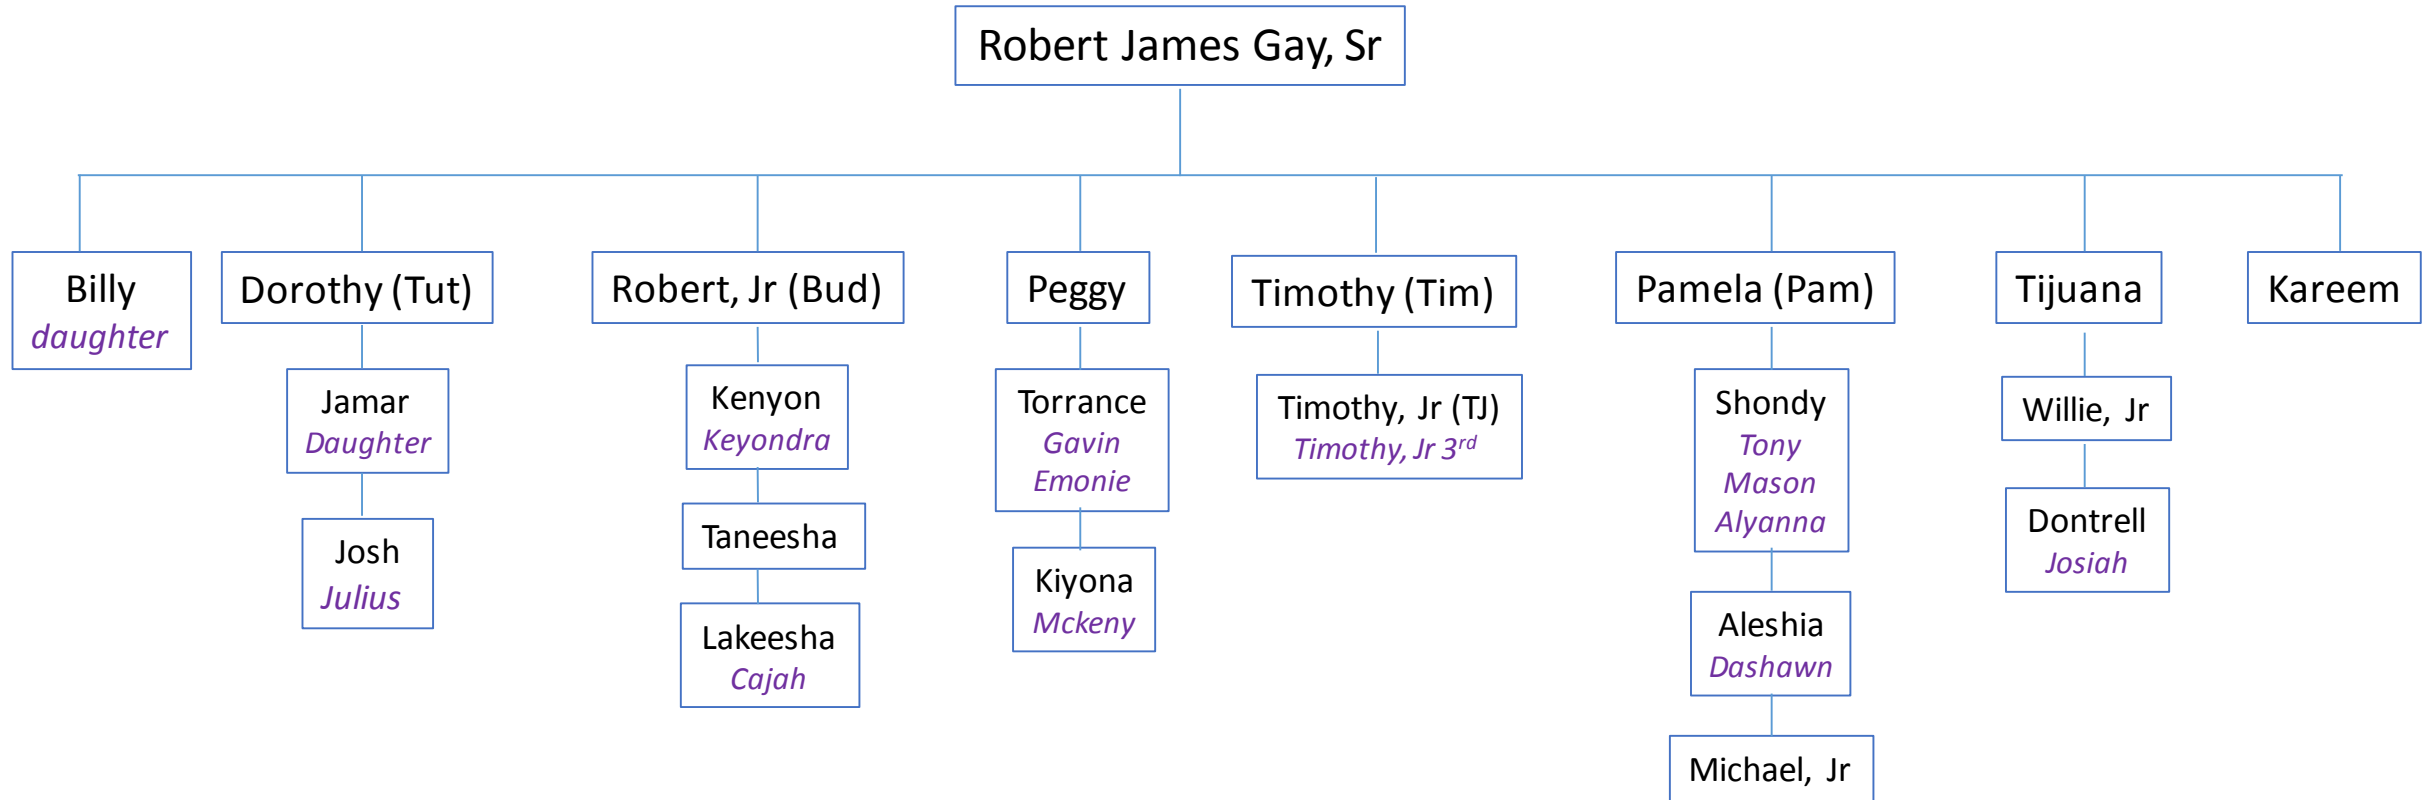 Robert James Gay, Sr
Billy
daughter
Dorothy (Tut)
Jamar
Daughter
Josh
Julius
Robert, Jr (Bud)
Kenyon
Keyondra
Taneesha
Lakeesha
Cajah
Peggy
Torrance
Gavin
Emonie
Kiyona
Mckeny
Timothy (Tim)
Timothy, Jr (TJ)
Timothy, Jr 3rd
Pamela (Pam)
Shondy
Tony
Mason
Alyanna
Aleshia
Dashawn
Michael, Jr
Tijuana
Willie, Jr
Dontrell
Josiah
Kareem